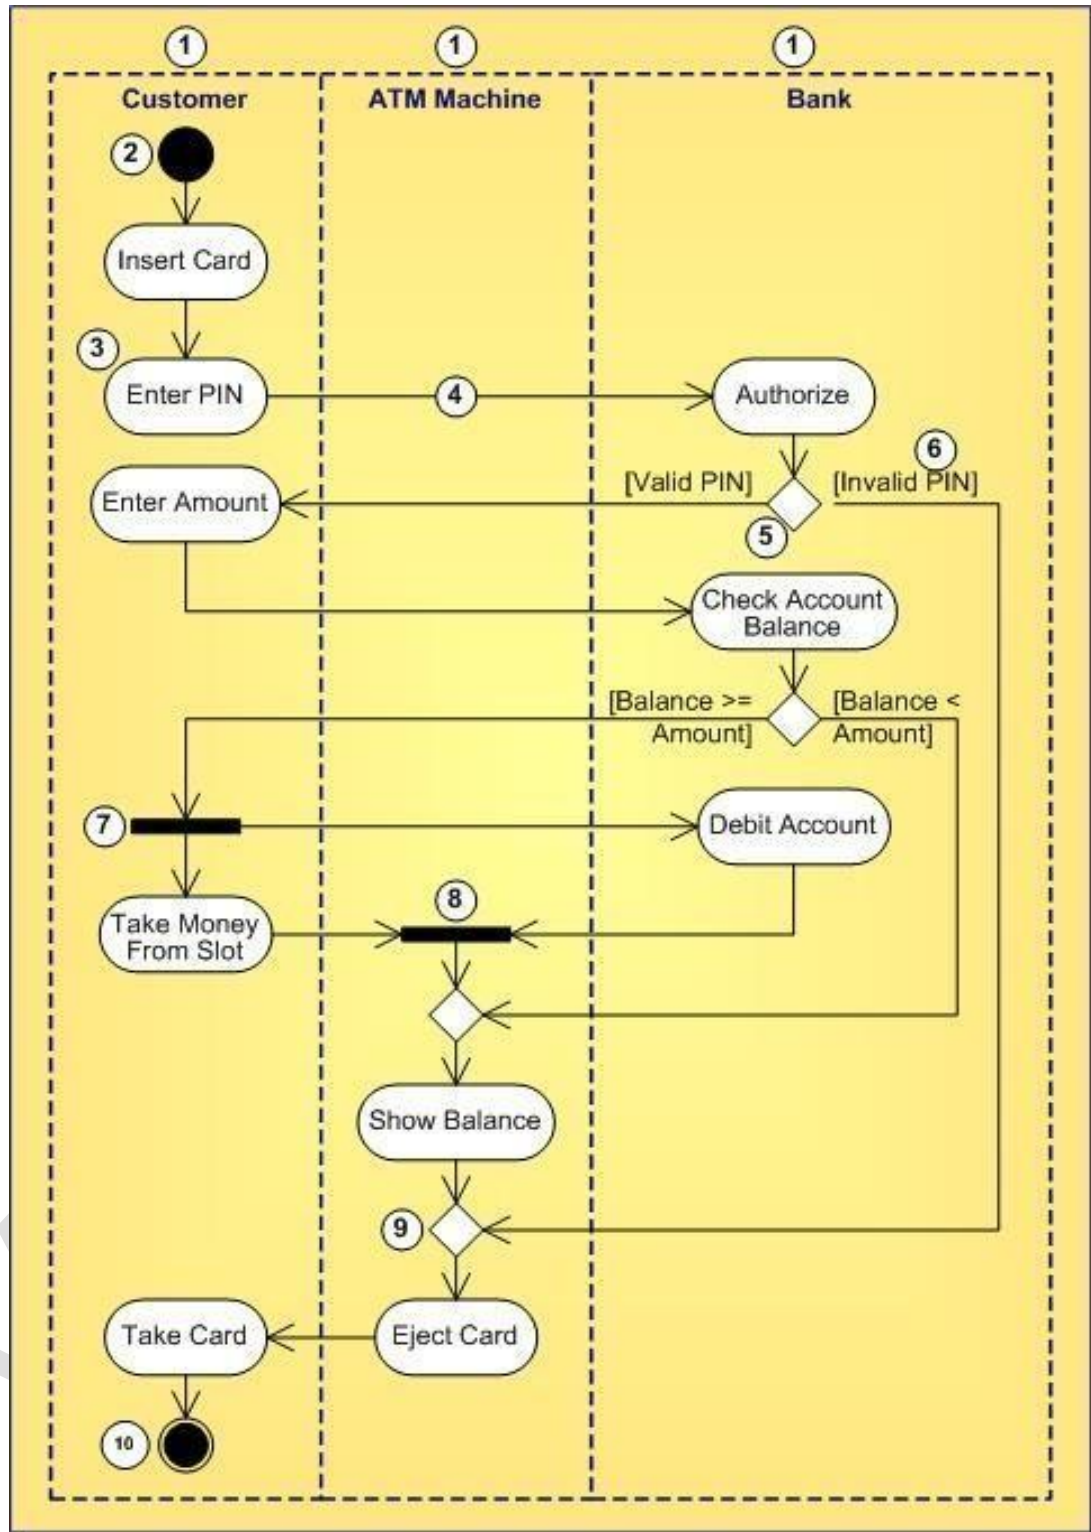 1
1
1
Customer
ATM Machine
Bank
2
Insert Card
3
Enter PIN
4
Authorize
6
[Valid PIN]
[Invalid PIN]
Enter Amount
5
Check Account
Balance
[Balance >=
Amount]
[Balance <
Amount]
7
Debit Account
8
Take Money
From Slot
Show Balance
9
Take Card
Eject Card
10